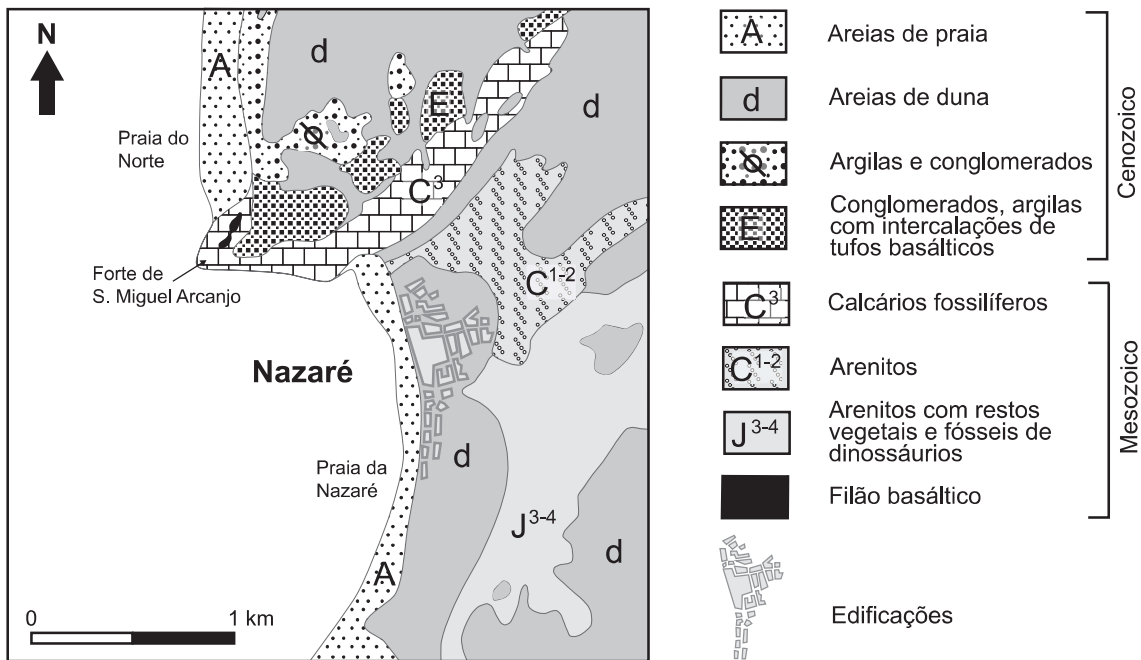 N
A
d
Praia do
Norte
E
d
C³
Forte de
S. Miguel Arcanjo
C¹⁻²
Nazaré
Praia da
Nazaré
d
J³⁻⁴
d
A
0
1 km
A
Areias de praia
d
Areias de duna
Argilas e conglomerados
E
Conglomerados, argilas
com intercalações de
tufos basálticos
Cenozoico
C³
Calcários fossilíferos
C¹⁻²
Arenitos
J³⁻⁴
Arenitos com restos
vegetais e fósseis de
dinossáurios
Filão basáltico
Mesozoico
Edificações